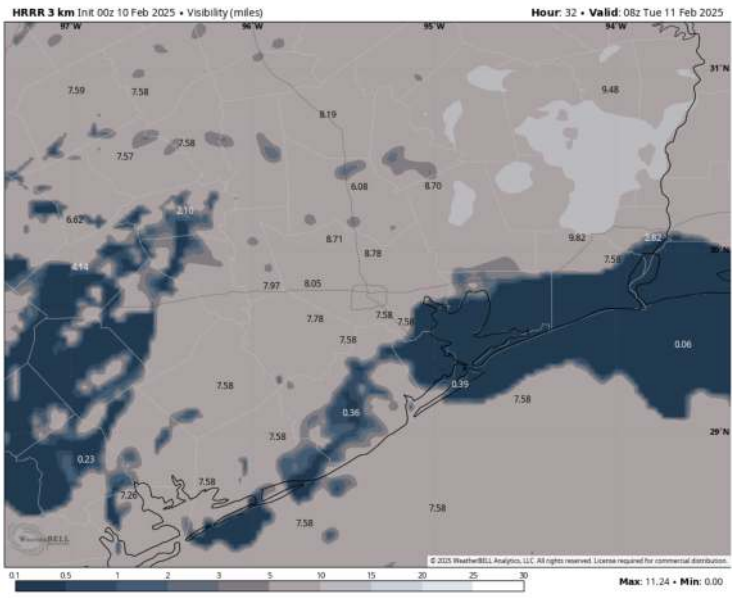 HRRR 3 km Init 00z 10 Feb 2025 • Visibility (miles) Hour: 32 • Valid: 08z Tue 11 Feb 2025
97°W 96°W 95°W 94°W
31°N
7.59 7.58 9.48
8.19
7.58
7.57
6.08 8.70
2.10
6.62
8.71 9.82 2.82
8.78 7.58
4.14
7.97 8.05
7.78 7.58 7.58
7.58 0.06
7.58 0.39
7.58
0.36
7.58 29°N
0.23
7.58
7.26
7.58
7.58
WeatherBELL
© 2025 WeatherBELL Analytics, LLC. All rights reserved. License required for commercial distribution.
0.1 0.5 1 2 3 5 10 15 20 25 30
Max: 11.24 • Min: 0.00